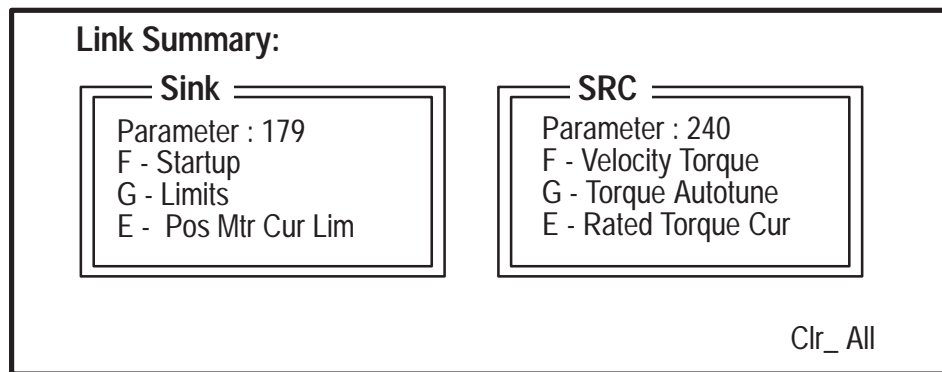 Link Summary:
Sink
Parameter : 179
F - Startup
G - Limits
E - Pos Mtr Cur Lim
SRC
Parameter : 240
F - Velocity Torque
G - Torque Autotune
E - Rated Torque Cur
Clr_ All